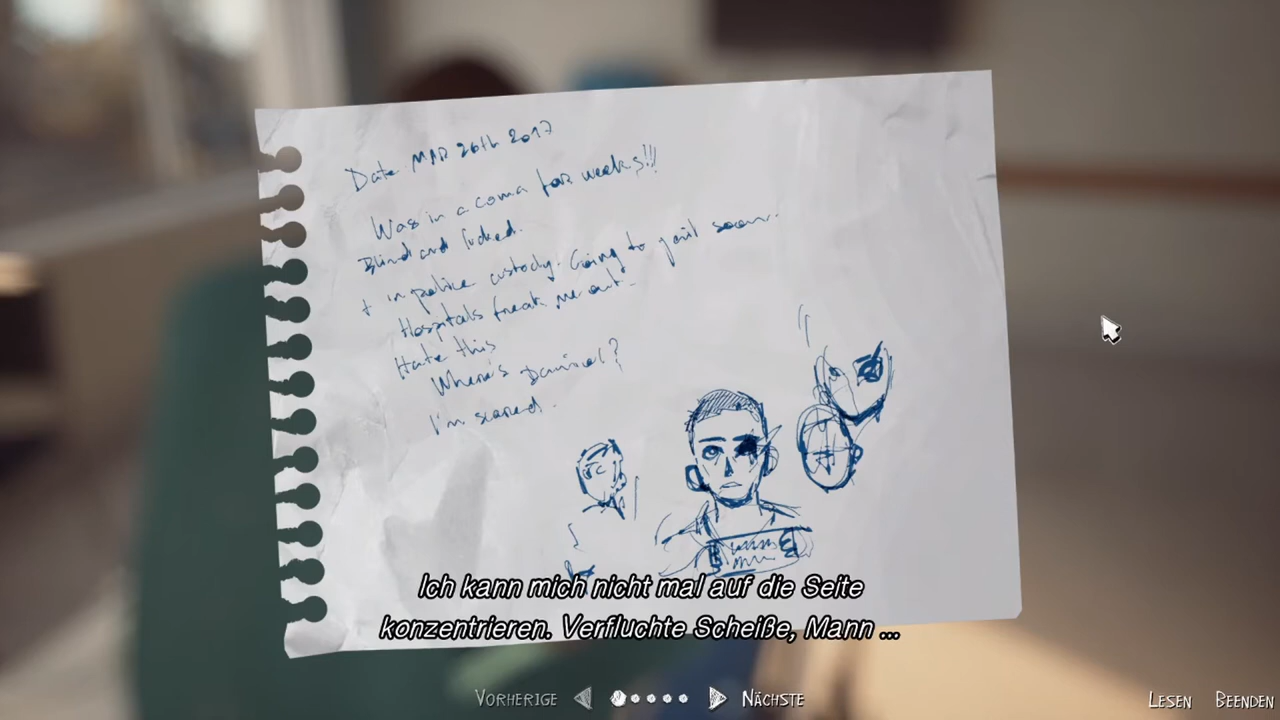 Date MAR 26th 2017
Was in a coma for weeks!!
Blind and fucked.
+ in police custody. Going to jail soon.
Hospitals freak me out.
Hate this
Where's Daniel?
I'm scared.
Ich kann mich nicht mal auf die Seite
konzentrieren. Verfluchte Scheiße, Mann ...
VORHERIGE NÄCHSTE LESEN BEENDEN